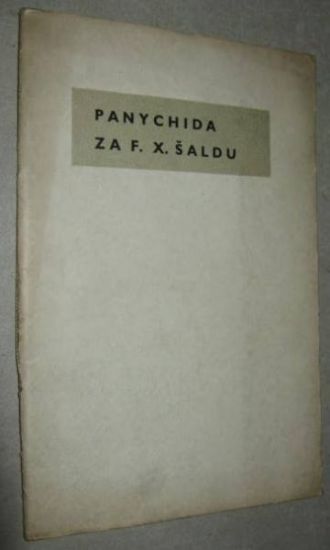 PANYCHIDA
ZA F. X. ŠALDU